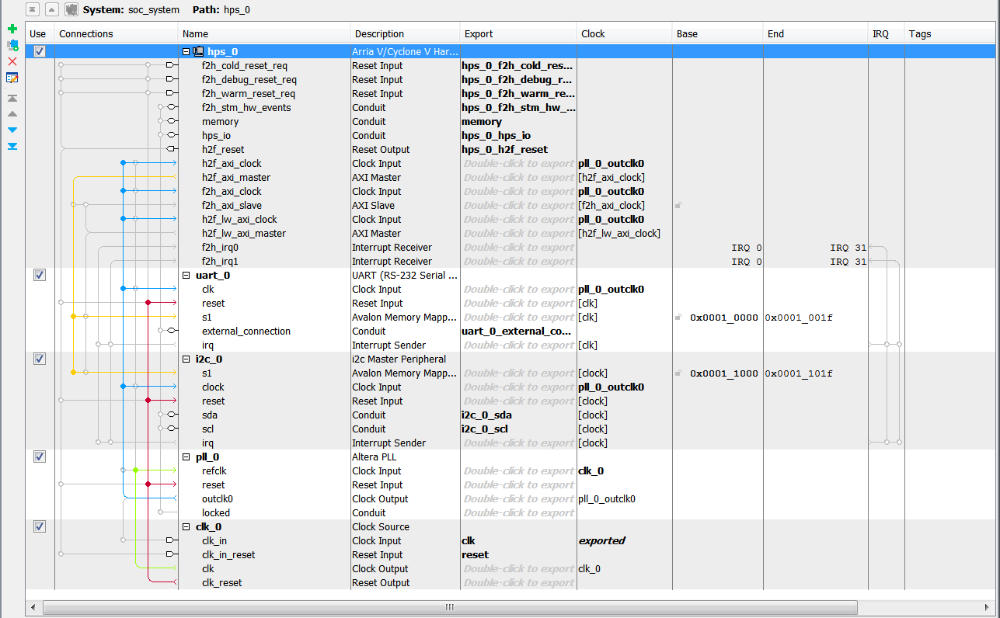 System: soc_system Path: hps_0
Use Connections Name Description Export Clock Base End IRQ Tags
hps_0 Arria V/Cyclone V Har...
f2h_cold_reset_req Reset Input hps_0_f2h_cold_res...
f2h_debug_reset_req Reset Input hps_0_f2h_debug_r...
f2h_warm_reset_req Reset Input hps_0_f2h_warm_re...
f2h_stm_hw_events Conduit hps_0_f2h_stm_hw_...
memory Conduit memory
hps_io Conduit hps_0_hps_io
h2f_reset Reset Output hps_0_h2f_reset
h2f_axi_clock Clock Input Double-click to export pll_0_outclk0
h2f_axi_master AXI Master Double-click to export [h2f_axi_clock]
f2h_axi_clock Clock Input Double-click to export pll_0_outclk0
f2h_axi_slave AXI Slave Double-click to export [f2h_axi_clock]
h2f_lw_axi_clock Clock Input Double-click to export pll_0_outclk0
h2f_lw_axi_master AXI Master Double-click to export [h2f_lw_axi_clock]
f2h_irq0 Interrupt Receiver Double-click to export IRQ 0 IRQ 31
f2h_irq1 Interrupt Receiver Double-click to export IRQ 0 IRQ 31
uart_0 UART (RS-232 Serial ...
clk Clock Input Double-click to export pll_0_outclk0
reset Reset Input Double-click to export [clk]
s1 Avalon Memory Mapp... Double-click to export [clk] 0x0001_0000 0x0001_001f
external_connection Conduit uart_0_external_co...
irq Interrupt Sender Double-click to export [clk]
i2c_0 i2c Master Peripheral
s1 Avalon Memory Mapp... Double-click to export [clock] 0x0001_1000 0x0001_101f
clock Clock Input Double-click to export pll_0_outclk0
reset Reset Input Double-click to export [clock]
sda Conduit i2c_0_sda [clock]
scl Conduit i2c_0_scl [clock]
irq Interrupt Sender Double-click to export [clock]
pll_0 Altera PLL
refclk Clock Input Double-click to export clk_0
reset Reset Input Double-click to export
outclk0 Clock Output Double-click to export pll_0_outclk0
locked Conduit Double-click to export
clk_0 Clock Source
clk_in Clock Input clk exported
clk_in_reset Reset Input reset
clk Clock Output Double-click to export clk_0
clk_reset Reset Output Double-click to export